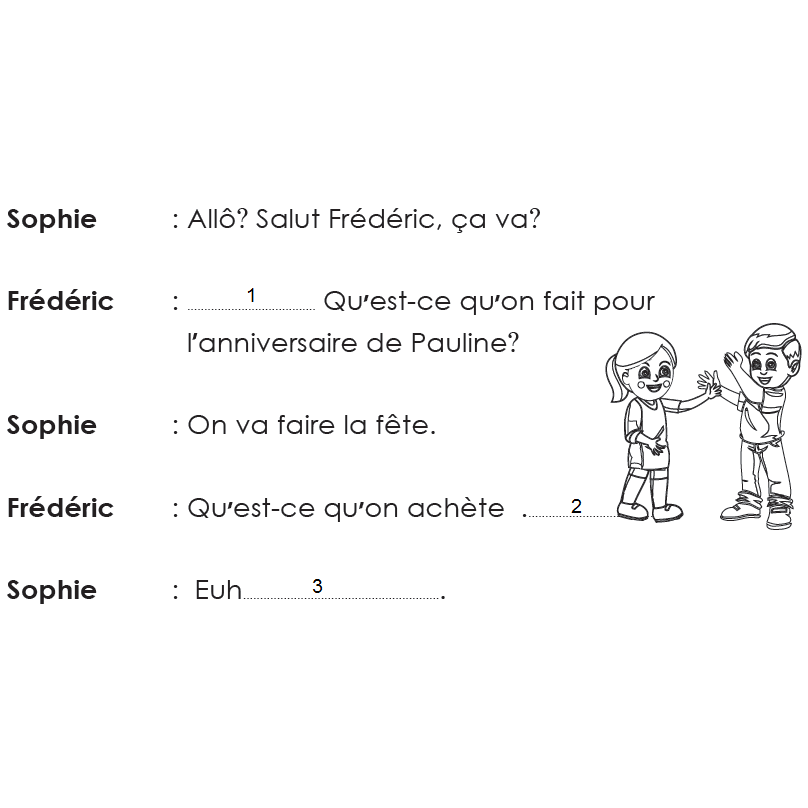 Sophie : Allô? Salut Frédéric, ça va?
Frédéric : ........1........ Qu'est-ce qu'on fait pour
l'anniversaire de Pauline?
Sophie : On va faire la fête.
Frédéric : Qu'est-ce qu'on achète .........2........
Sophie : Euh........3.........